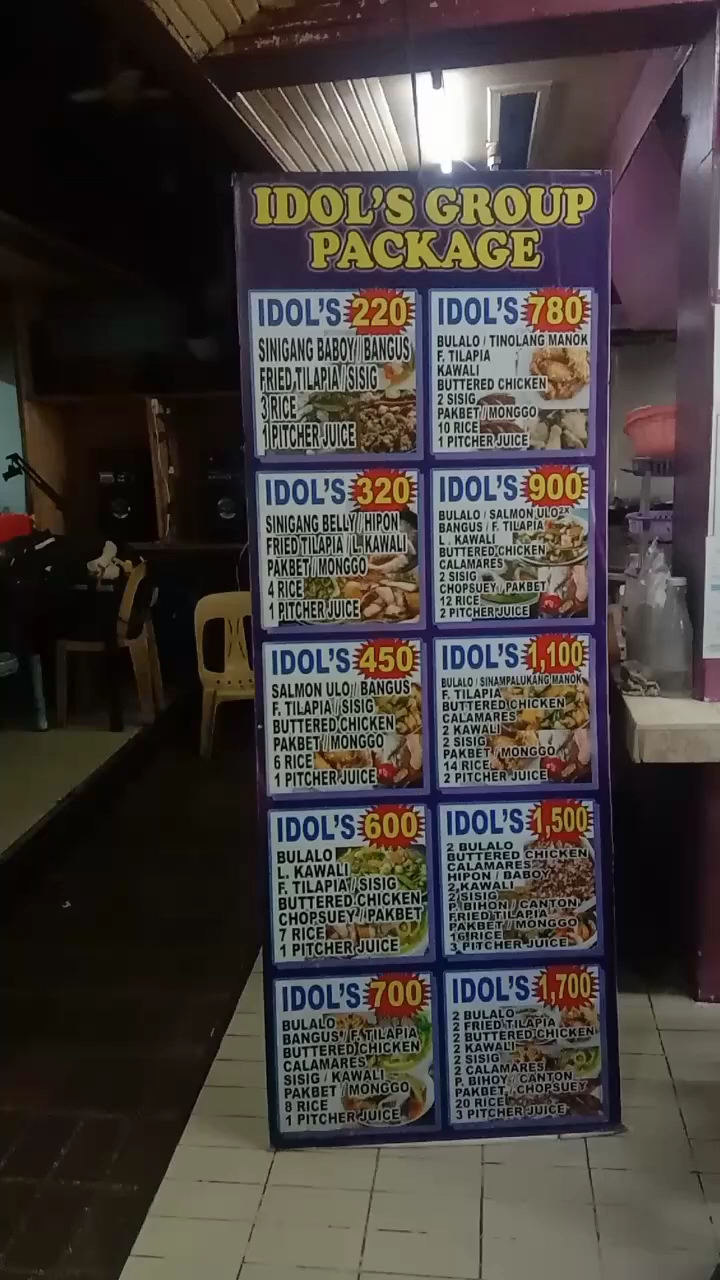 IDOL'S GROUP
PACKAGE
IDOL'S 220
SINIGANG BABOY / BANGUS
FRIED TILAPIA / SISIG
3 RICE
1 PITCHER JUICE
IDOL'S 320
SINIGANG BELLY / HIPON
FRIED TILAPIA / L. KAWALI
PAKBET / MONGGO
4 RICE
1 PITCHER JUICE
IDOL'S 450
SALMON ULO / BANGUS
F. TILAPIA / SISIG
BUTTERED CHICKEN
PAKBET / MONGGO
6 RICE
1 PITCHER JUICE
IDOL'S 600
BULALO
L. KAWALI
F. TILAPIA / SISIG
BUTTERED CHICKEN
CHOPSUEY / PAKBET
7 RICE
1 PITCHER JUICE
IDOL'S 700
BULALO
BANGUS / F. TILAPIA
BUTTERED CHICKEN
CALAMARES
SISIG / KAWALI
PAKBET / MONGGO
8 RICE
1 PITCHER JUICE
IDOL'S 780
BULALO / TINOLANG MANOK
F. TILAPIA
KAWALI
BUTTERED CHICKEN
2 SISIG
PAKBET / MONGGO
10 RICE
1 PITCHER JUICE
IDOL'S 900
BULALO / SALMON ULO 2X
BANGUS / F. TILAPIA
L. KAWALI
BUTTERED CHICKEN
CALAMARES
2 SISIG
CHOPSUEY / PAKBET
12 RICE
2 PITCHER JUICE
IDOL'S 1,100
BULALO / SINAMPALUKANG MANOK
F. TILAPIA
BUTTERED CHICKEN
CALAMARES
2 KAWALI
2 SISIG
PAKBET / MONGGO
14 RICE
2 PITCHER JUICE
IDOL'S 1,500
2 BULALO
BUTTERED CHICKEN
CALAMARES
HIPON / BABOY
2 KAWALI
2 SISIG
P. BIHON / CANTON
FRIED TILAPIA
PAKBET / MONGGO
16 RICE
3 PITCHER JUICE
IDOL'S 1,700
2 BULALO
2 FRIED TILAPIA
2 BUTTERED CHICKEN
2 KAWALI
2 SISIG
2 CALAMARES
P. BIHOY / CANTON
PAKBET / CHOPSUEY
20 RICE
3 PITCHER JUICE